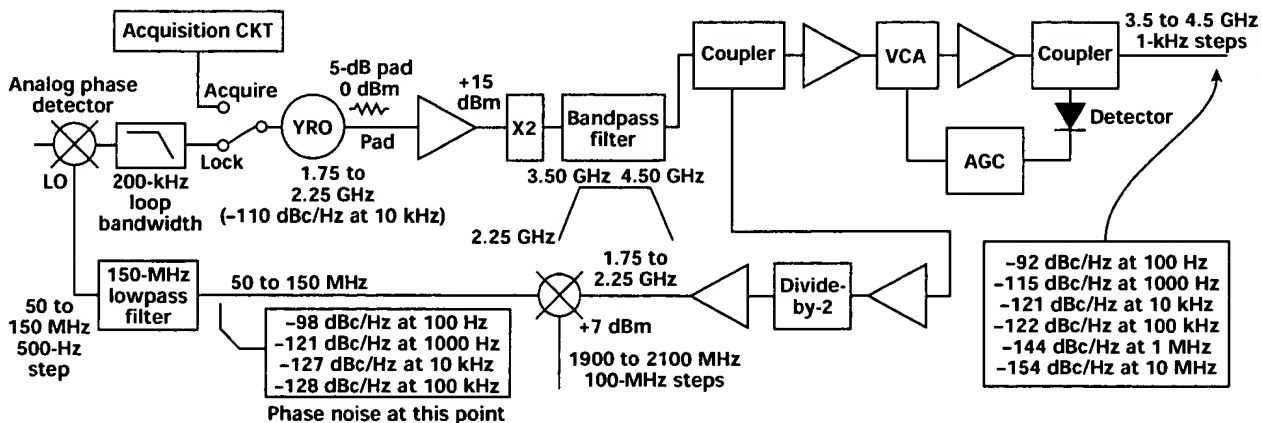 Acquisition CKT
Analog phase
detector
LO
200-kHz
loop
bandwidth
Acquire
Lock
YRO
1.75 to
2.25 GHz
(–110 dBc/Hz at 10 kHz)
5-dB pad
0 dBm
Pad
+15
dBm
X2
Bandpass
filter
3.50 GHz 4.50 GHz
2.25 GHz
Coupler
VCA
Coupler
Detector
AGC
3.5 to 4.5 GHz
1-kHz steps
–92 dBc/Hz at 100 Hz
–115 dBc/Hz at 1000 Hz
–121 dBc/Hz at 10 kHz
–122 dBc/Hz at 100 kHz
–144 dBc/Hz at 1 MHz
–154 dBc/Hz at 10 MHz
50 to
150 MHz
500-Hz
step
150-MHz
lowpass
filter
50 to 150 MHz
–98 dBc/Hz at 100 Hz
–121 dBc/Hz at 1000 Hz
–127 dBc/Hz at 10 kHz
–128 dBc/Hz at 100 kHz
Phase noise at this point
+7 dBm
1900 to 2100 MHz
100-MHz steps
1.75 to
2.25 GHz
Divide-
by-2